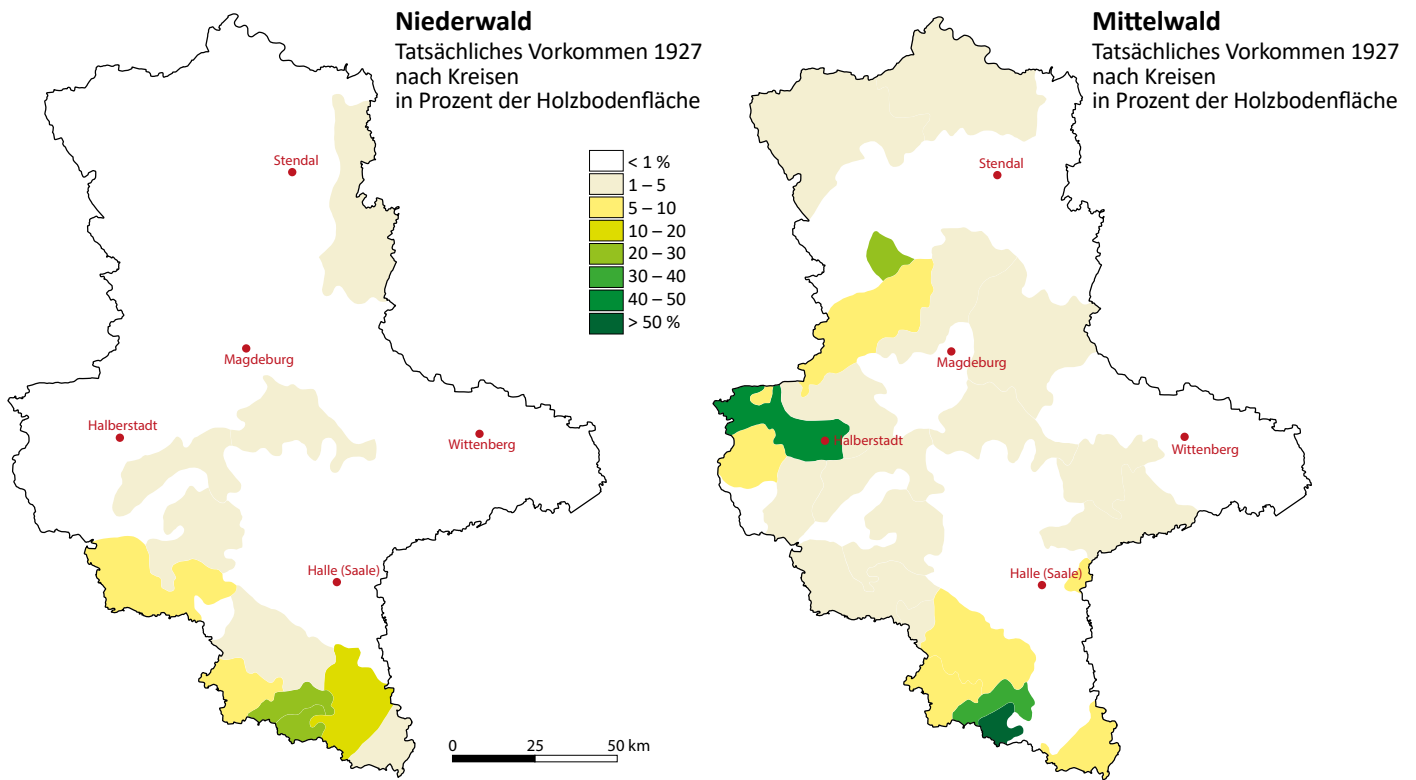 Niederwald
Tatsächliches Vorkommen 1927
nach Kreisen
in Prozent der Holzbodenfläche
Mittelwald
Tatsächliches Vorkommen 1927
nach Kreisen
in Prozent der Holzbodenfläche
< 1 %
1 – 5
5 – 10
10 – 20
20 – 30
30 – 40
40 – 50
> 50 %
Stendal
Magdeburg
Halberstadt
Wittenberg
Halle (Saale)
Stendal
Magdeburg
Halberstadt
Wittenberg
Halle (Saale)
0 25 50 km